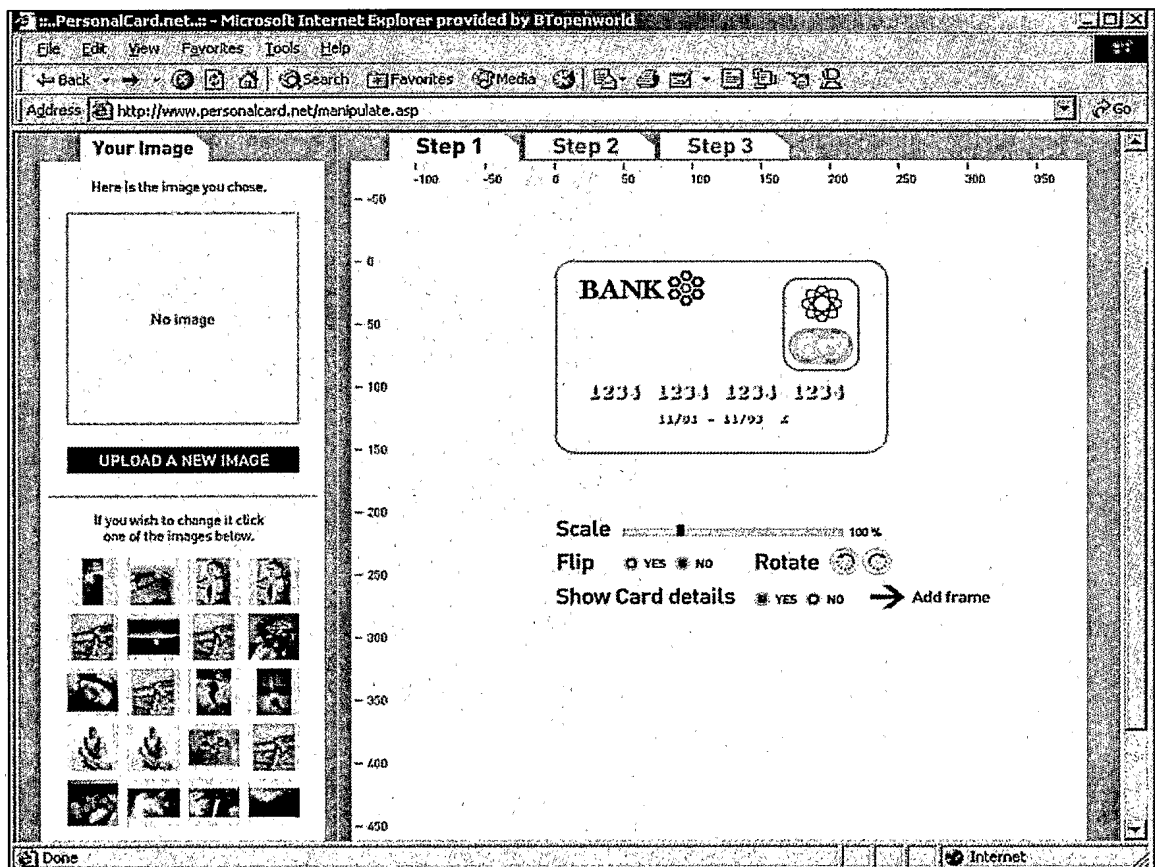 ::..PersonalCard.net..:: - Microsoft Internet Explorer provided by BTopenworld
File Edit View Favorites Tools Help
Back Search Favorites Media
Address http://www.personalcard.net/manipulate.asp Go
Your Image
Here is the image you chose.
No image
UPLOAD A NEW IMAGE
If you wish to change it click
one of the images below.
Step 1 Step 2 Step 3
-100 -50 0 50 100 150 200 250 300 350
-50
0
50
100
150
200
250
300
350
400
450
BANK
1234 1234 1234 1234
11/01 - 11/03
Scale 100 %
Flip YES NO Rotate
Show Card details YES NO Add frame
Done Internet